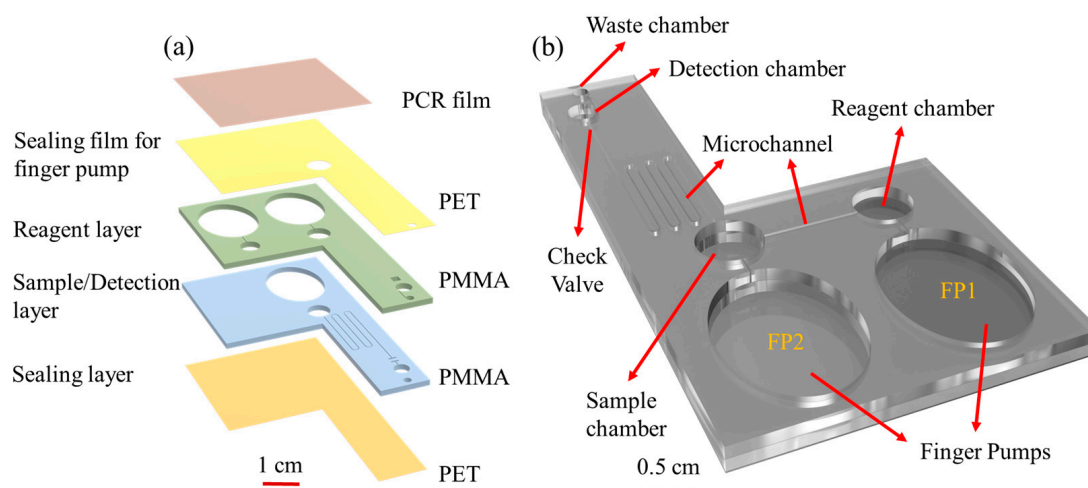 (a)
PCR film
Sealing film for
finger pump
PET
Reagent layer
PMMA
Sample/Detection
layer
PMMA
Sealing layer
PET
1 cm
(b)
Waste chamber
Detection chamber
Reagent chamber
Microchannel
Check
Valve
FP1
FP2
Sample
chamber
Finger Pumps
0.5 cm